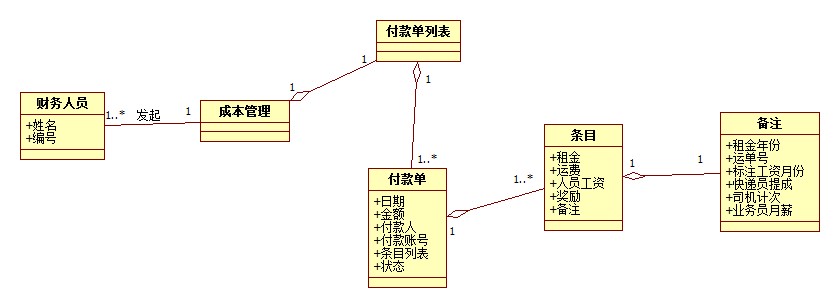 付款单列表
1
1
1
财务人员
+姓名
+编号
1..*
发起
1
成本管理
1..*
付款单
+日期
+金额
+付款人
+付款账号
+条目列表
+状态
1
1..*
条目
+租金
+运费
+人员工资
+奖励
+备注
1
1
备注
+租金年份
+运单号
+标注工资月份
+快递员提成
+司机计次
+业务员月薪